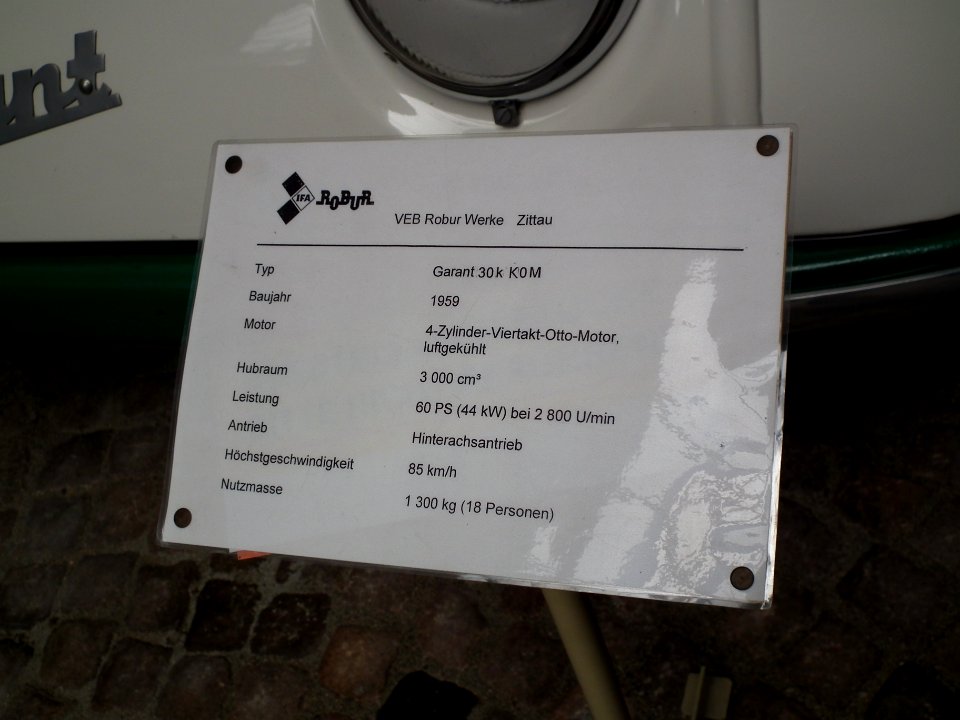 IFA ROBUR
VEB Robur Werke Zittau
Typ Garant 30k K0M
Baujahr 1959
Motor 4-Zylinder-Viertakt-Otto-Motor,
luftgekühlt
Hubraum 3 000 cm³
Leistung 60 PS (44 kW) bei 2 800 U/min
Antrieb Hinterachsantrieb
Höchstgeschwindigkeit 85 km/h
Nutzmasse 1 300 kg (18 Personen)